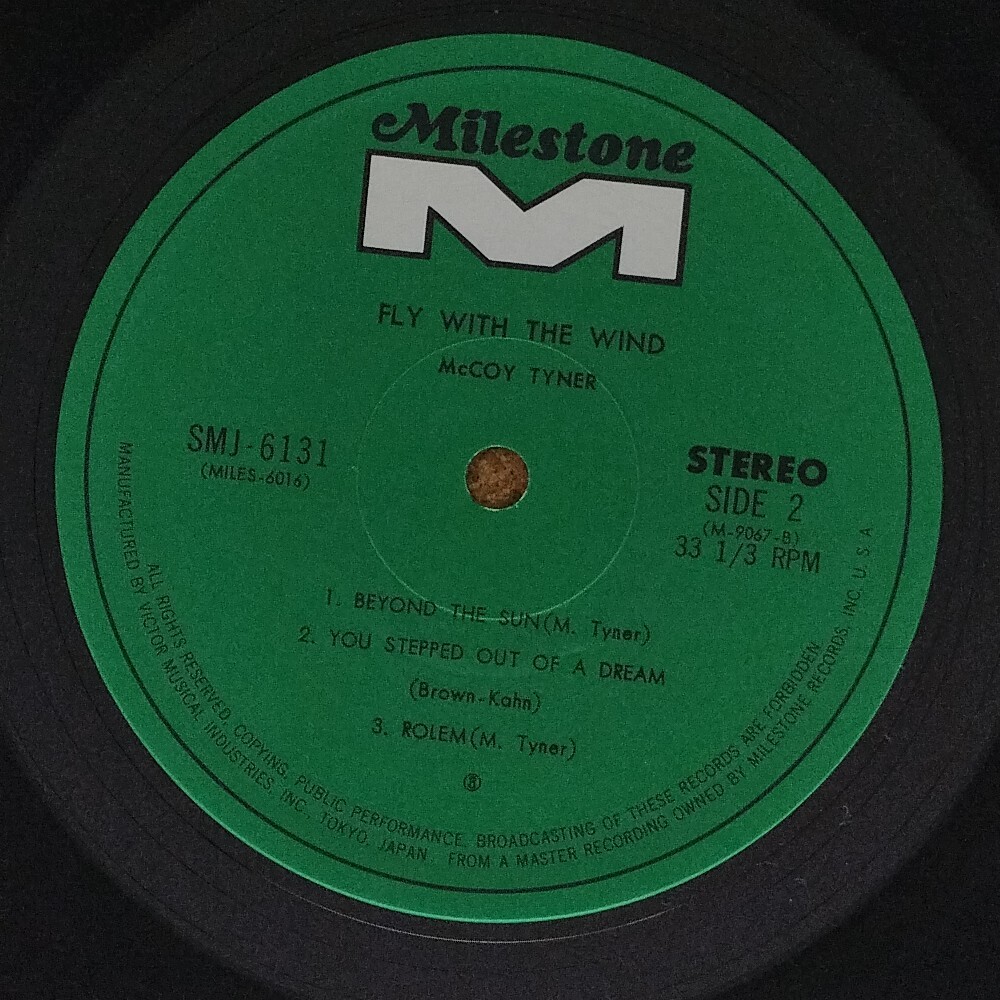 Milestone
FLY WITH THE WIND
McCOY TYNER
SMJ-6131
(MILES-6016)
STEREO
SIDE 2
(M-9067-B)
33 1/3 RPM
1. BEYOND THE SUN(M. Tyner)
2. YOU STEPPED OUT OF A DREAM
(Brown-Kahn)
3. ROLEM(M. Tyner)
ALL RIGHTS RESERVED, COPYING, PUBLIC PERFORMANCE, BROADCASTING OF THESE RECORDS ARE FORBIDDEN
MANUFACTURED BY VICTOR MUSICAL INDUSTRIES, INC., TOKYO, JAPAN FROM A MASTER RECORDING OWNED BY MILESTONE RECORDS, INC, U.S.A